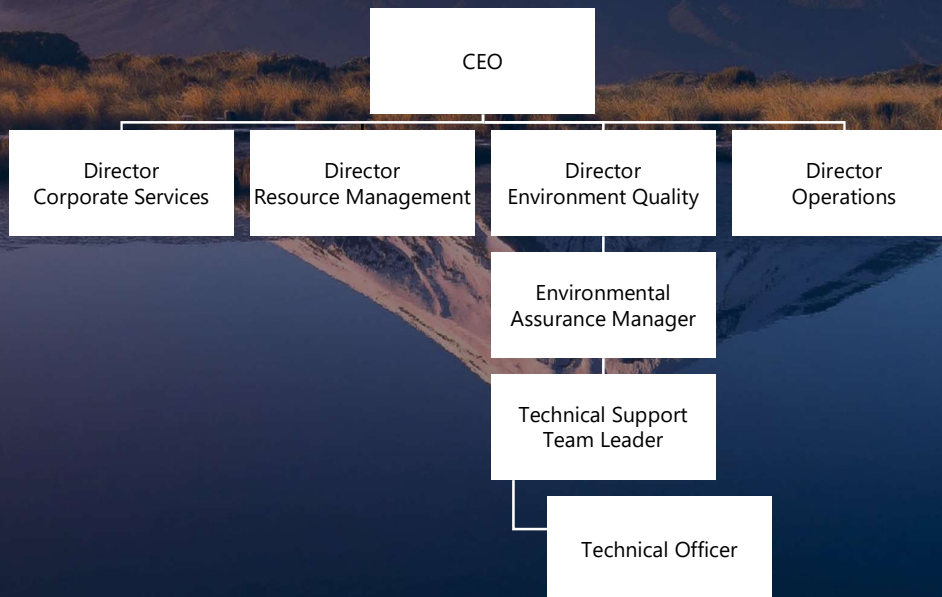 CEO
Director
Corporate Services
Director
Resource Management
Director
Environment Quality
Director
Operations
Environmental
Assurance Manager
Technical Support
Team Leader
Technical Officer